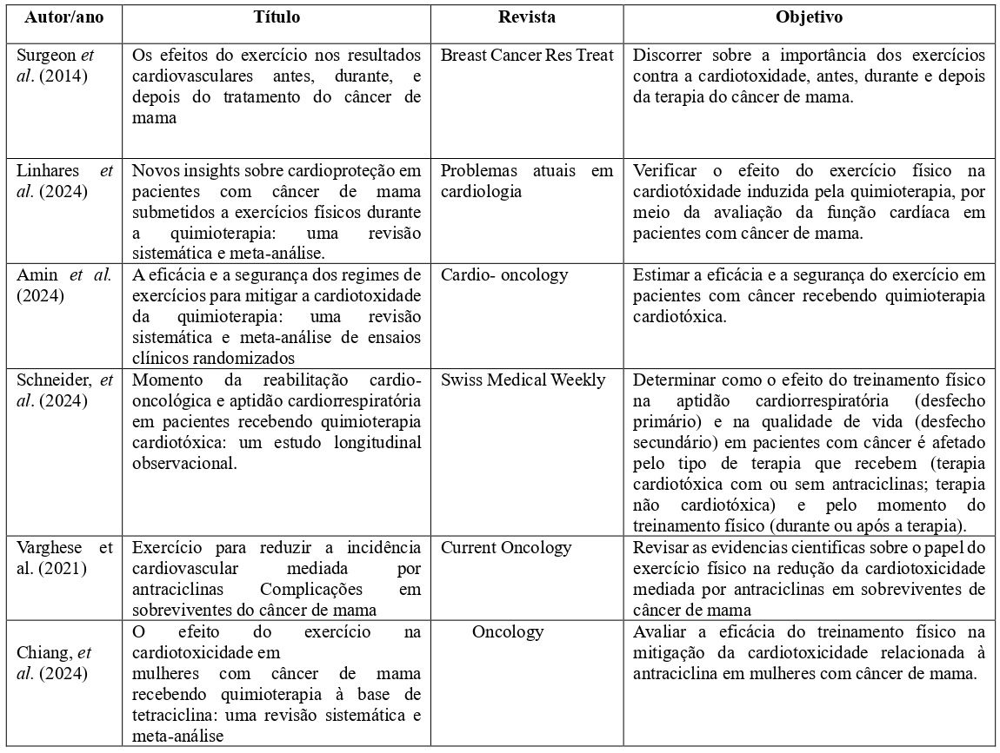 Autor/ano Título Revista Objetivo
Surgeon et
al. (2014)
Os efeitos do exercício nos resultados
cardiovasculares antes, durante, e
depois do tratamento do câncer de
mama
Breast Cancer Res Treat
Discorrer sobre a importância dos exercícios
contra a cardiotoxidade, antes, durante e depois
da terapia do câncer de mama.
Linhares et
al. (2024)
Novos insights sobre cardioproteção em
pacientes com câncer de mama
submetidos a exercícios físicos durante
a quimioterapia: uma revisão
sistemática e meta-análise.
Problemas atuais em
cardiologia
Verificar o efeito do exercício físico na
cardiotóxidade induzida pela quimioterapia, por
meio da avaliação da função cardíaca em
pacientes com câncer de mama.
Amin et al.
(2024)
A eficácia e a segurança dos regimes de
exercícios para mitigar a cardiotoxidade
da quimioterapia: uma revisão
sistemática e meta-análise de ensaios
clínicos randomizados
Cardio- oncology
Estimar a eficácia e a segurança do exercício em
pacientes com câncer recebendo quimioterapia
cardiotóxica.
Schneider, et
al. (2024)
Momento da reabilitação cardio-
oncológica e aptidão cardiorrespiratória
em pacientes recebendo quimioterapia
cardiotóxica: um estudo longitudinal
observacional.
Swiss Medical Weekly
Determinar como o efeito do treinamento físico
na aptidão cardiorrespiratória (desfecho
primário) e na qualidade de vida (desfecho
secundário) em pacientes com câncer é afetado
pelo tipo de terapia que recebem (terapia
cardiotóxica com ou sem antraciclinas; terapia
não cardiotóxica) e pelo momento do
treinamento físico (durante ou após a terapia).
Varghese et
al. (2021)
Exercício para reduzir a incidência
cardiovascular mediada por
antraciclinas Complicações em
sobreviventes do câncer de mama
Current Oncology
Revisar as evidencias cientificas sobre o papel do
exercício físico na redução da cardiotoxicidade
mediada por antraciclinas em sobreviventes de
câncer de mama
Chiang, et
al. (2024)
O efeito do exercício na
cardiotoxicidade em
mulheres com câncer de mama
recebendo quimioterapia à base de
tetraciclina: uma revisão sistemática e
meta-análise
Oncology
Avaliar a eficácia do treinamento físico na
mitigação da cardiotoxicidade relacionada à
antraciclina em mulheres com câncer de mama.